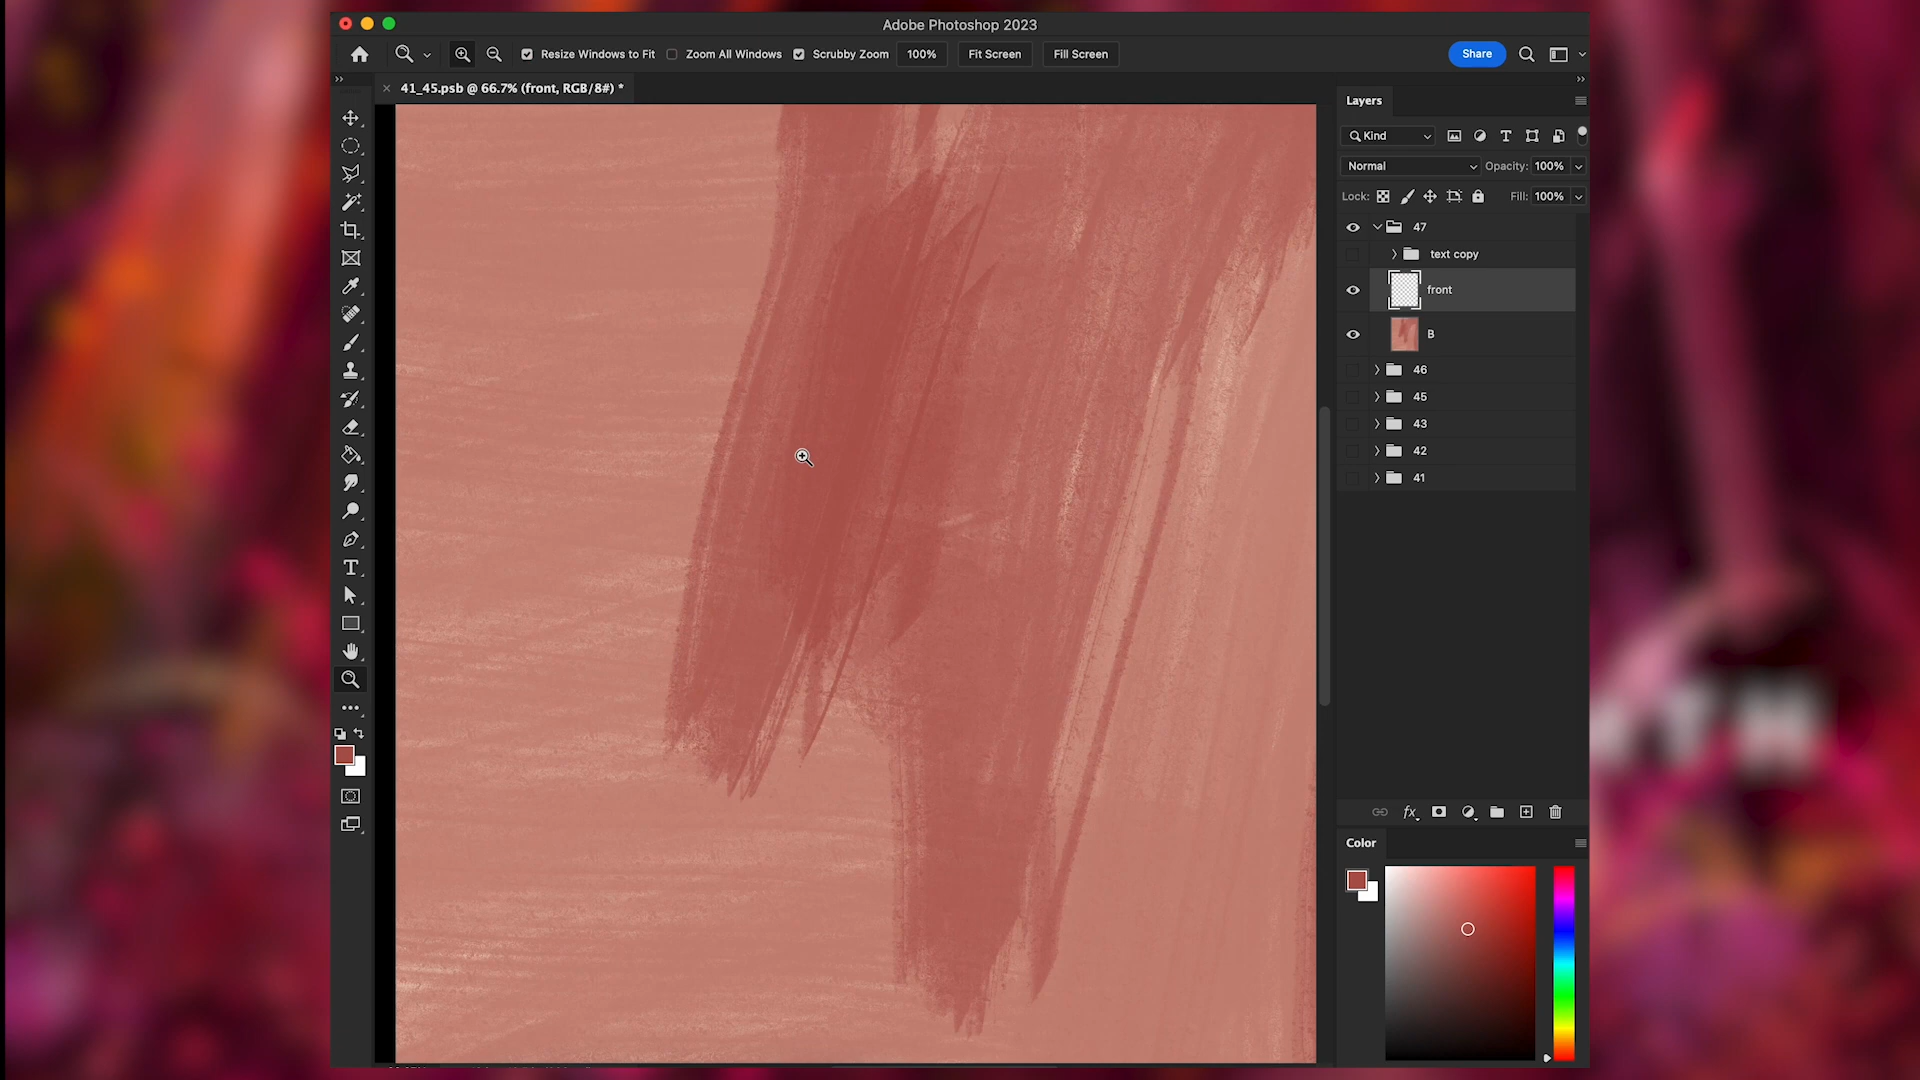 Adobe Photoshop 2023
Resize Windows to Fit
Zoom All Windows
Scrubby Zoom
100%
Fit Screen
Fill Screen
Share
41_45.psb @ 66.7% (front, RGB/8#) *
Layers
Kind
Normal
Opacity: 100%
Lock:
Fill: 100%
47
text copy
front
B
46
45
43
42
41
fx
Color